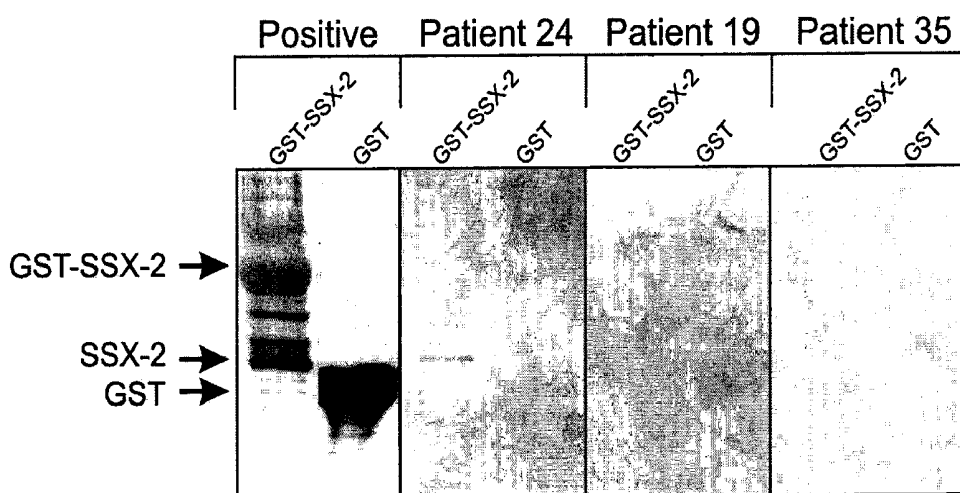 Positive Patient 24 Patient 19 Patient 35
GST-SSX-2 GST GST-SSX-2 GST GST-SSX-2 GST GST-SSX-2 GST
GST-SSX-2
SSX-2
GST